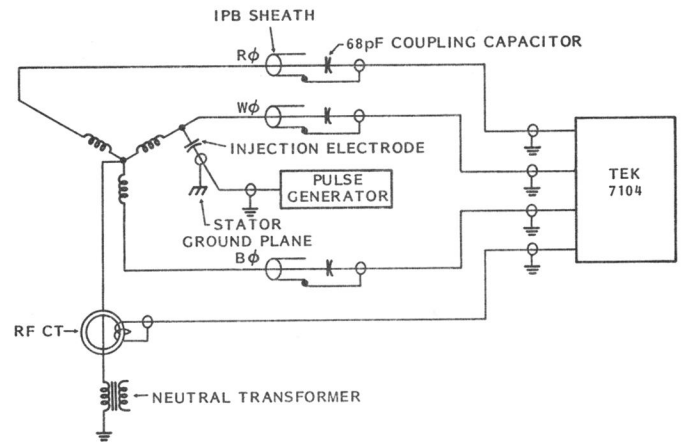 IPB SHEATH
68pF COUPLING CAPACITOR
Rϕ
Wϕ
INJECTION ELECTRODE
PULSE
GENERATOR
TEK
7104
STATOR
GROUND PLANE
Bϕ
RF CT
NEUTRAL TRANSFORMER